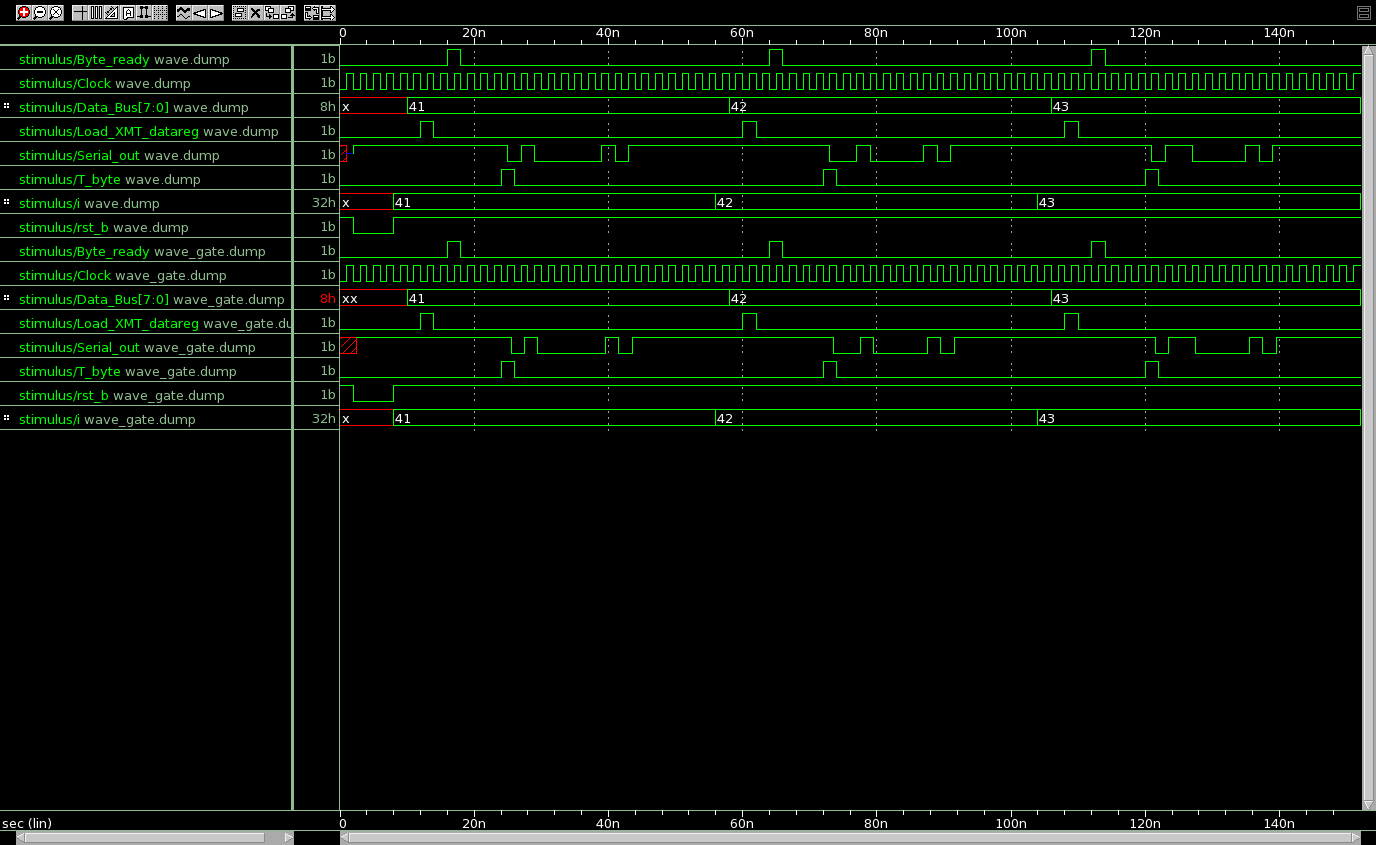 0 20n 40n 60n 80n 100n 120n 140n
stimulus/Byte_ready wave.dump 1b
stimulus/Clock wave.dump 1b
stimulus/Data_Bus[7:0] wave.dump 8h x 41 42 43
stimulus/Load_XMT_datareg wave.dump 1b
stimulus/Serial_out wave.dump 1b
stimulus/T_byte wave.dump 1b
stimulus/i wave.dump 32h x 41 42 43
stimulus/rst_b wave.dump 1b
stimulus/Byte_ready wave_gate.dump 1b
stimulus/Clock wave_gate.dump 1b
stimulus/Data_Bus[7:0] wave_gate.dump 8h xx 41 42 43
stimulus/Load_XMT_datareg wave_gate.du 1b
stimulus/Serial_out wave_gate.dump 1b
stimulus/T_byte wave_gate.dump 1b
stimulus/rst_b wave_gate.dump 1b
stimulus/i wave_gate.dump 32h x 41 42 43
sec (lin) 0 20n 40n 60n 80n 100n 120n 140n